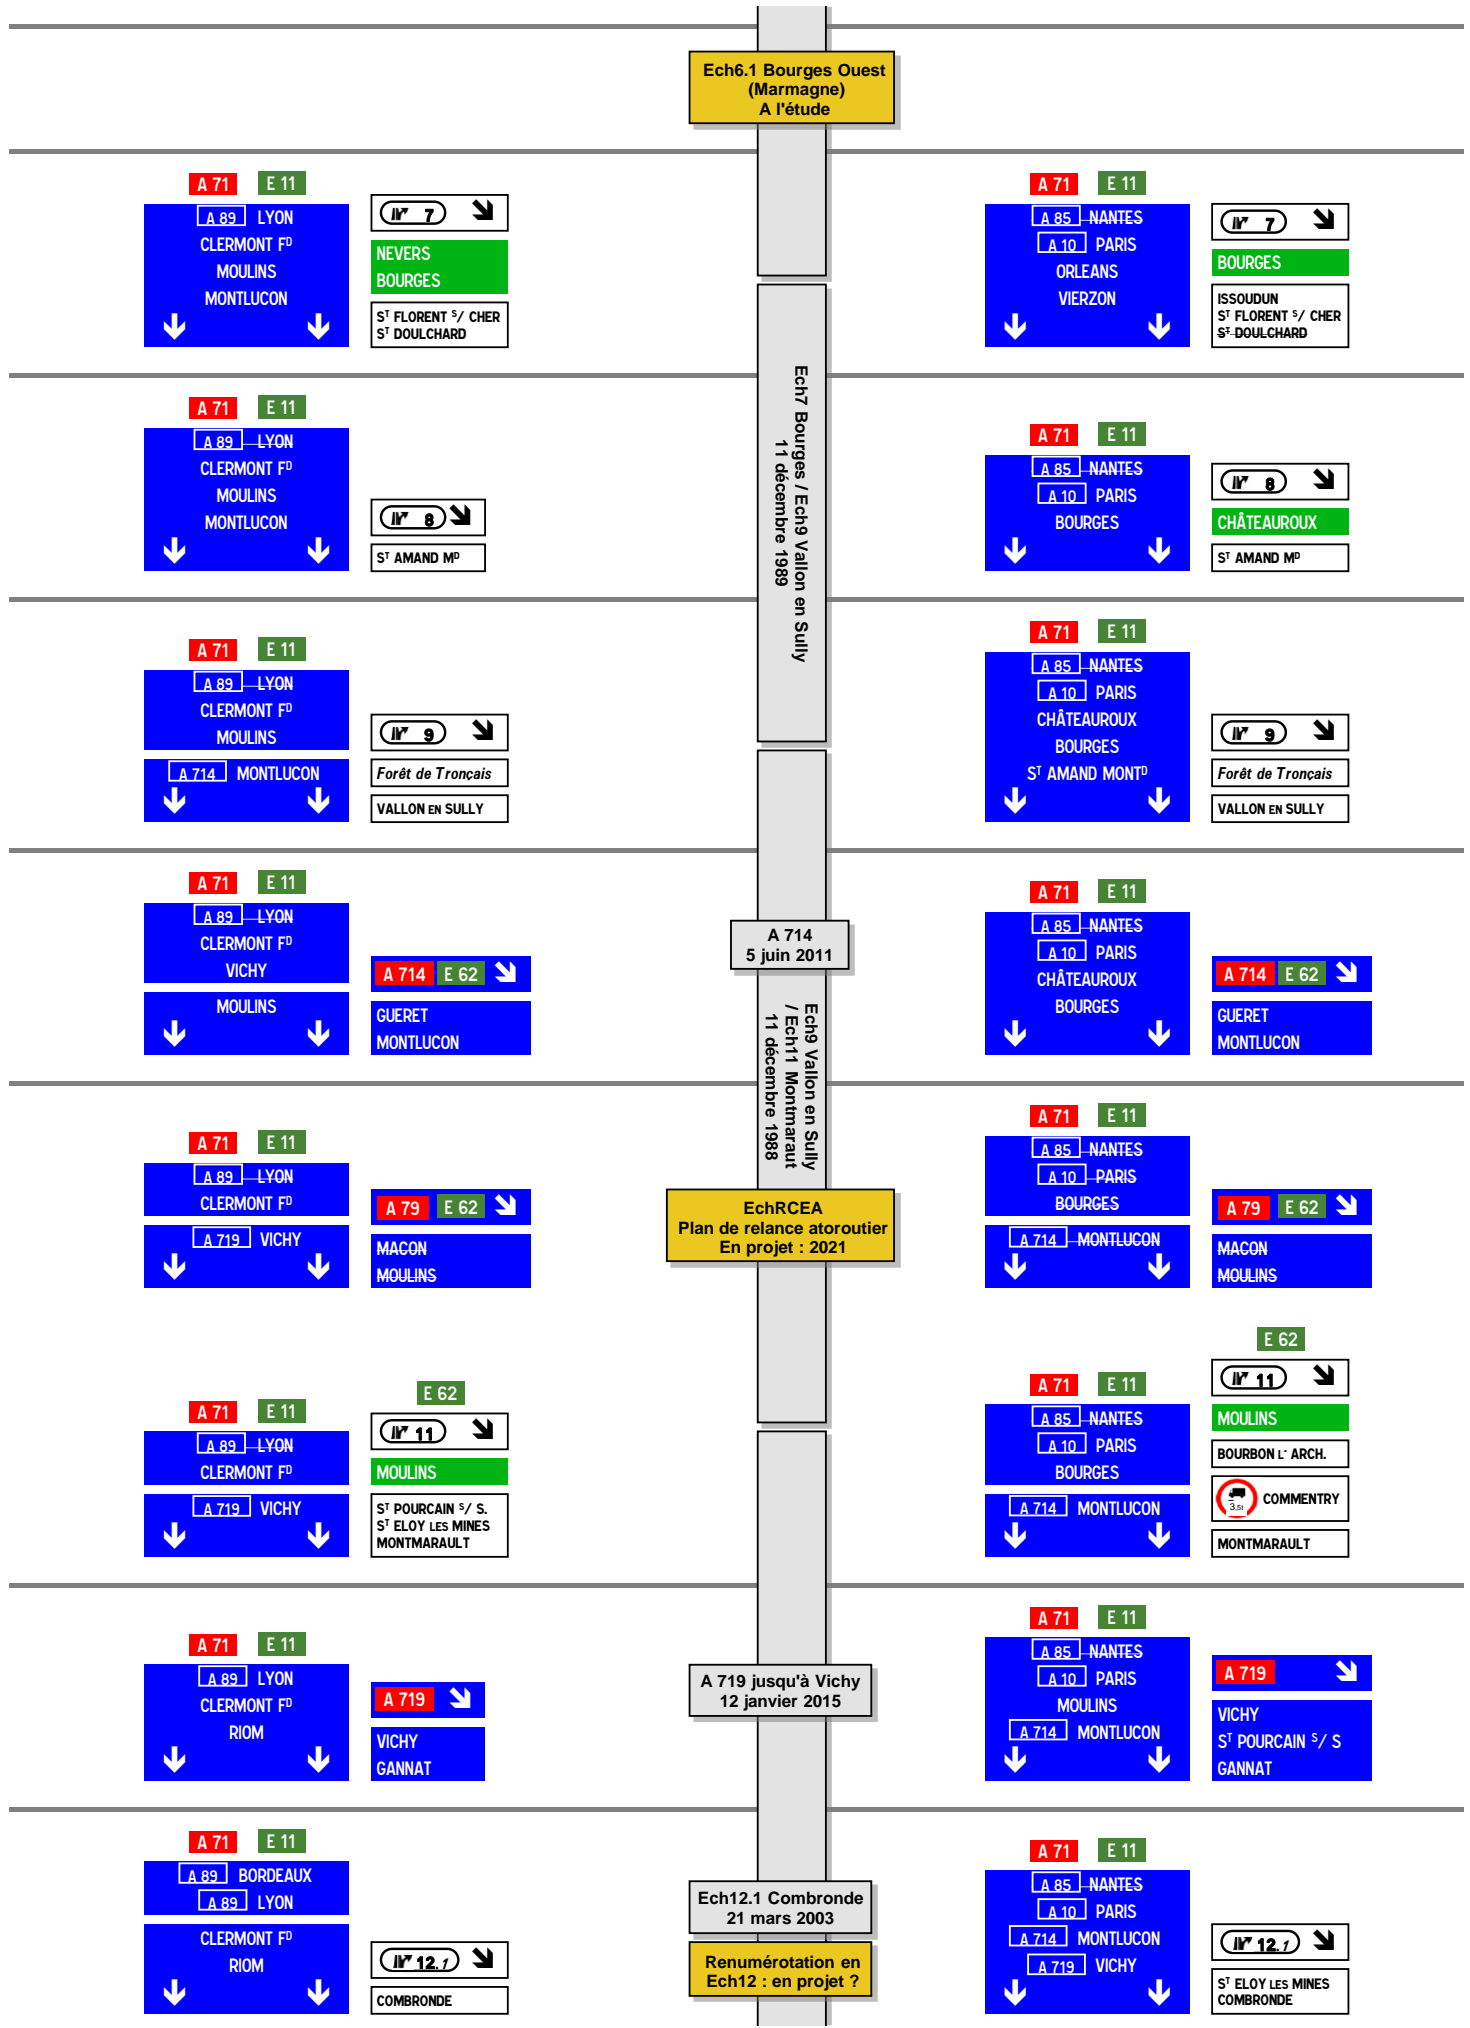 Ech6.1 Bourges Ouest
(Marmagne)
A l'étude
A 71 E 11
A 89 LYON
CLERMONT Fᴰ
MOULINS
MONTLUCON
7
NEVERS
BOURGES
Sᵀ FLORENT ˢ/ CHER
Sᵀ DOULCHARD
A 71 E 11
A 85 NANTES
A 10 PARIS
ORLEANS
VIERZON
7
BOURGES
ISSOUDUN
Sᵀ FLORENT ˢ/ CHER
Sᵀ DOULCHARD
Ech7 Bourges / Ech9 Vallon en Sully
11 décembre 1989
A 71 E 11
A 89 LYON
CLERMONT Fᴰ
MOULINS
MONTLUCON
8
Sᵀ AMAND Mᴰ
A 71 E 11
A 85 NANTES
A 10 PARIS
BOURGES
8
CHÂTEAUROUX
Sᵀ AMAND Mᴰ
A 71 E 11
A 89 LYON
CLERMONT Fᴰ
MOULINS
A 714 MONTLUCON
9
Forêt de Tronçais
VALLON EN SULLY
A 71 E 11
A 85 NANTES
A 10 PARIS
CHÂTEAUROUX
BOURGES
Sᵀ AMAND MONTᴰ
9
Forêt de Tronçais
VALLON EN SULLY
A 71 E 11
A 89 LYON
CLERMONT Fᴰ
VICHY
MOULINS
A 714 E 62
GUERET
MONTLUCON
A 714
5 juin 2011
A 71 E 11
A 85 NANTES
A 10 PARIS
CHÂTEAUROUX
BOURGES
A 714 E 62
GUERET
MONTLUCON
Ech9 Vallon en Sully
/ Ech11 Montmaraut
11 décembre 1988
A 71 E 11
A 89 LYON
CLERMONT Fᴰ
A 719 VICHY
A 79 E 62
MACON
MOULINS
EchRCEA
Plan de relance atoroutier
En projet : 2021
A 71 E 11
A 85 NANTES
A 10 PARIS
BOURGES
A 714 MONTLUCON
A 79 E 62
MACON
MOULINS
A 71 E 11
A 89 LYON
CLERMONT Fᴰ
A 719 VICHY
E 62
11
MOULINS
Sᵀ POURCAIN ˢ/ S.
Sᵀ ELOY LES MINES
MONTMARAULT
A 71 E 11
A 85 NANTES
A 10 PARIS
BOURGES
A 714 MONTLUCON
E 62
11
MOULINS
BOURBON L' ARCH.
3,5t COMMENTRY
MONTMARAULT
A 71 E 11
A 89 LYON
CLERMONT Fᴰ
RIOM
A 719
VICHY
GANNAT
A 719 jusqu'à Vichy
12 janvier 2015
A 71 E 11
A 85 NANTES
A 10 PARIS
MOULINS
A 714 MONTLUCON
A 719
VICHY
Sᵀ POURCAIN ˢ/ S
GANNAT
A 71 E 11
A 89 BORDEAUX
A 89 LYON
CLERMONT Fᴰ
RIOM
12.1
COMBRONDE
Ech12.1 Combronde
21 mars 2003
Renumérotation en
Ech12 : en projet ?
A 71 E 11
A 85 NANTES
A 10 PARIS
A 714 MONTLUCON
A 719 VICHY
12.1
Sᵀ ELOY LES MINES
COMBRONDE